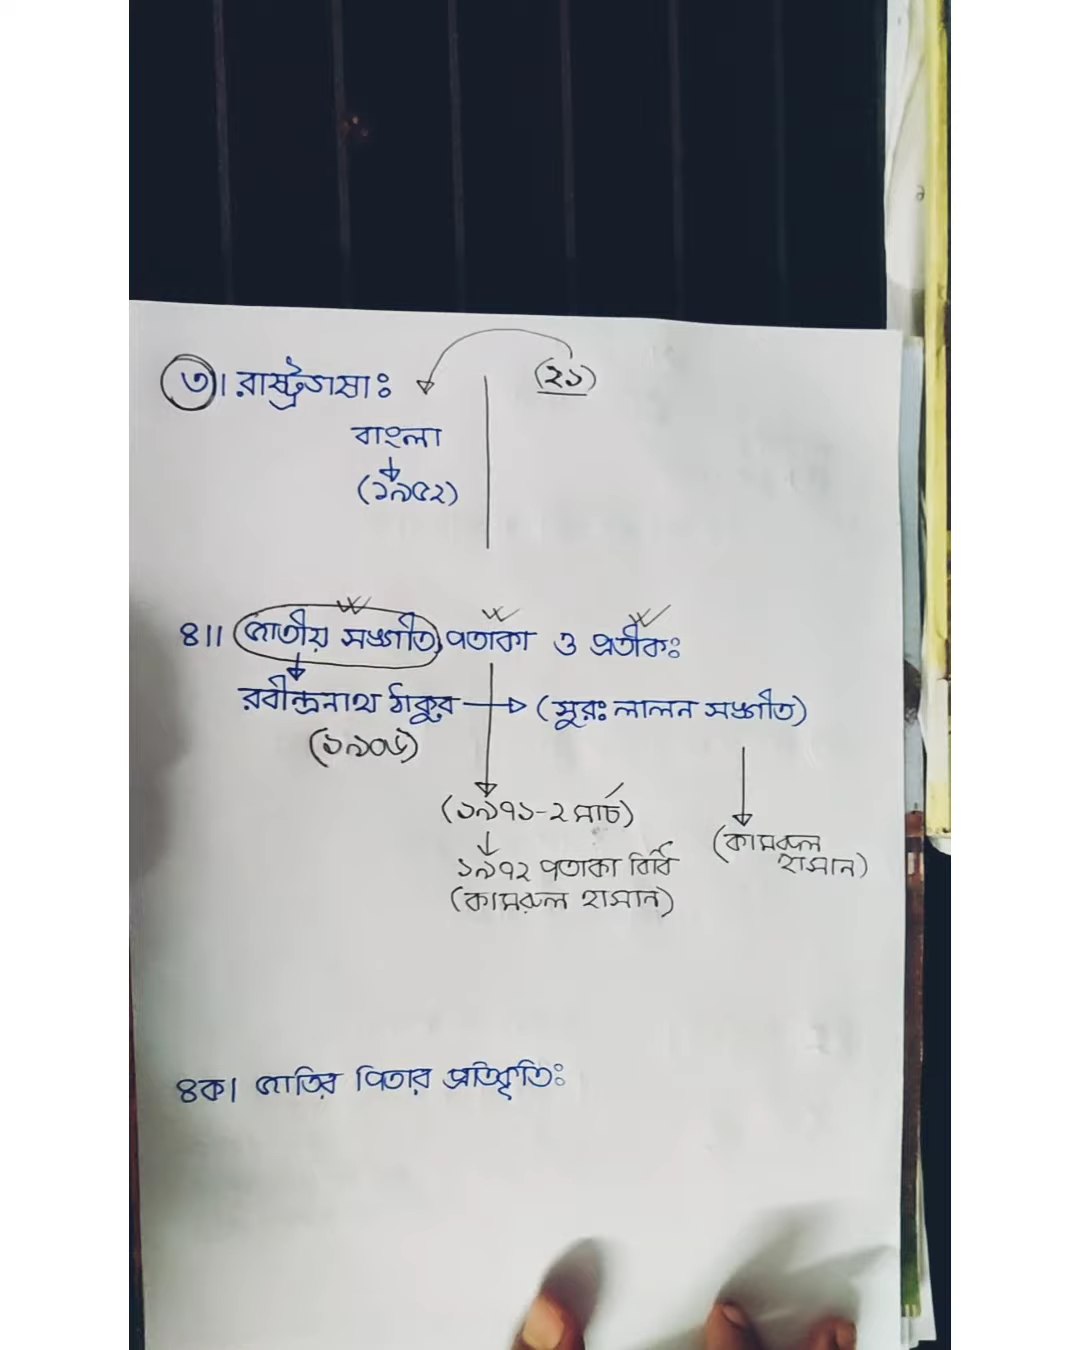 ৩। রাষ্ট্রভাষাঃ (২১)
বাংলা
(১৯৫২)
৪।। জাতীয় সঙ্গীত, পতাকা ও প্রতীকঃ
রবীন্দ্রনাথ ঠাকুর (সুরঃ লালন সঙ্গীত)
(১৯০৬)
(১৯৭১-২ মার্চ)
(কামরুল
হাসান)
১৯৭২ পতাকা বিধি
(কামরুল হাসান)
৪ক। জাতির পিতার প্রতিকৃতিঃ